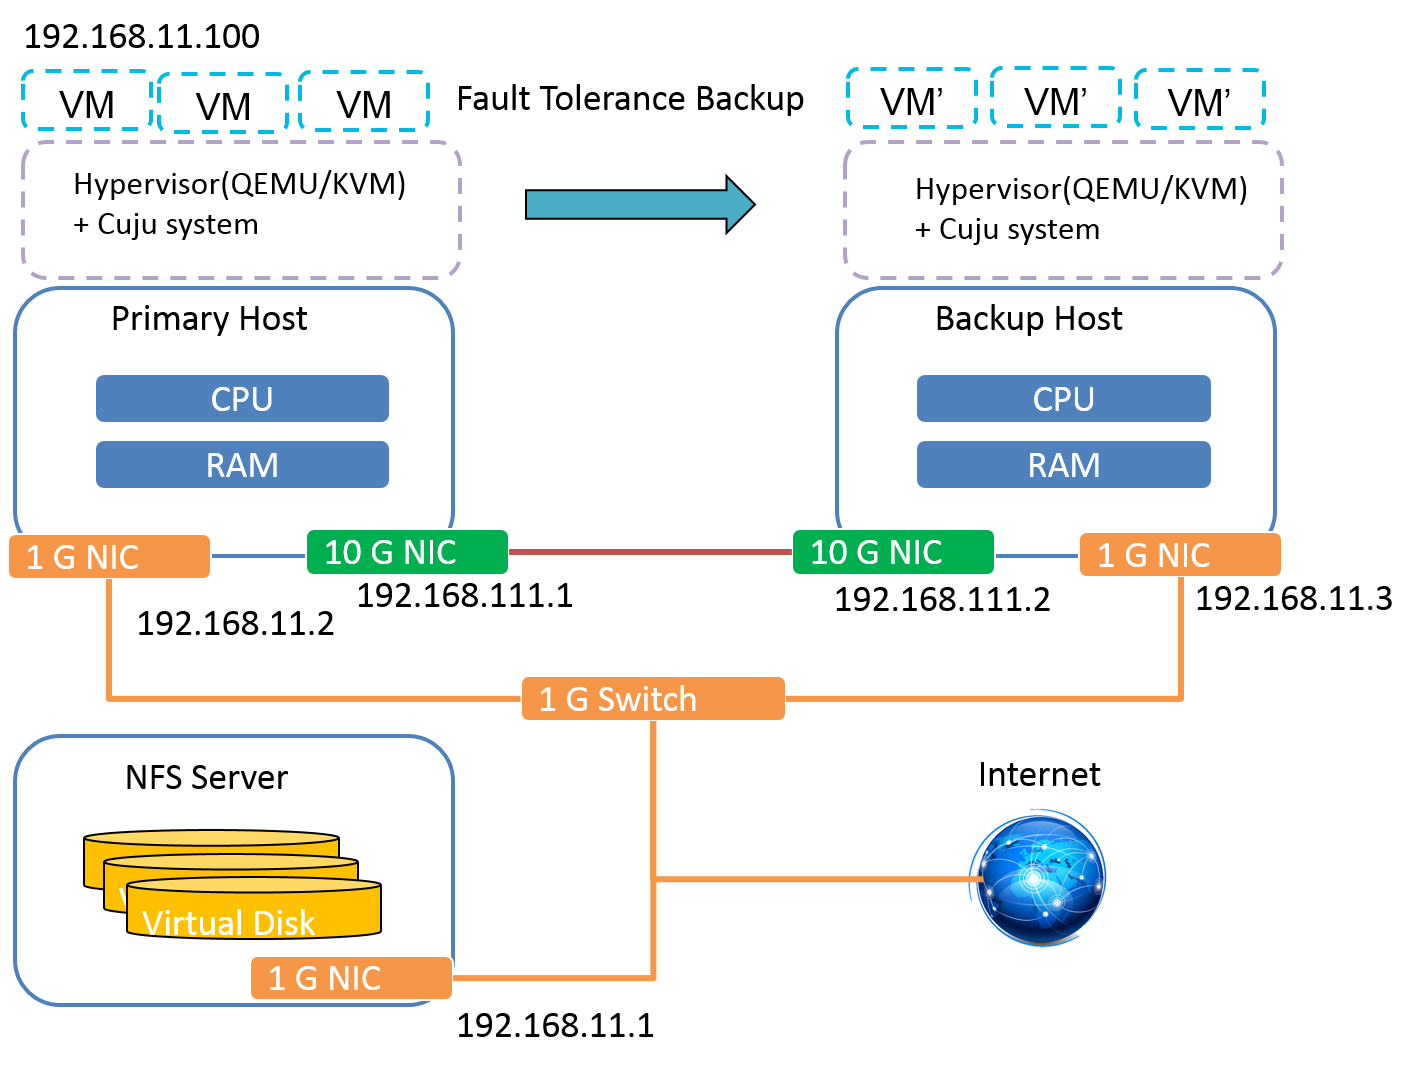 192.168.11.100
VM
VM
VM
Fault Tolerance Backup
VM’
VM’
VM’
Hypervisor(QEMU/KVM)
+ Cuju system
Hypervisor(QEMU/KVM)
+ Cuju system
Primary Host
Backup Host
CPU
CPU
RAM
RAM
1 G NIC
10 G NIC
10 G NIC
1 G NIC
192.168.111.1
192.168.111.2
192.168.11.3
192.168.11.2
1 G Switch
NFS Server
Internet
Virtual Disk
1 G NIC
192.168.11.1